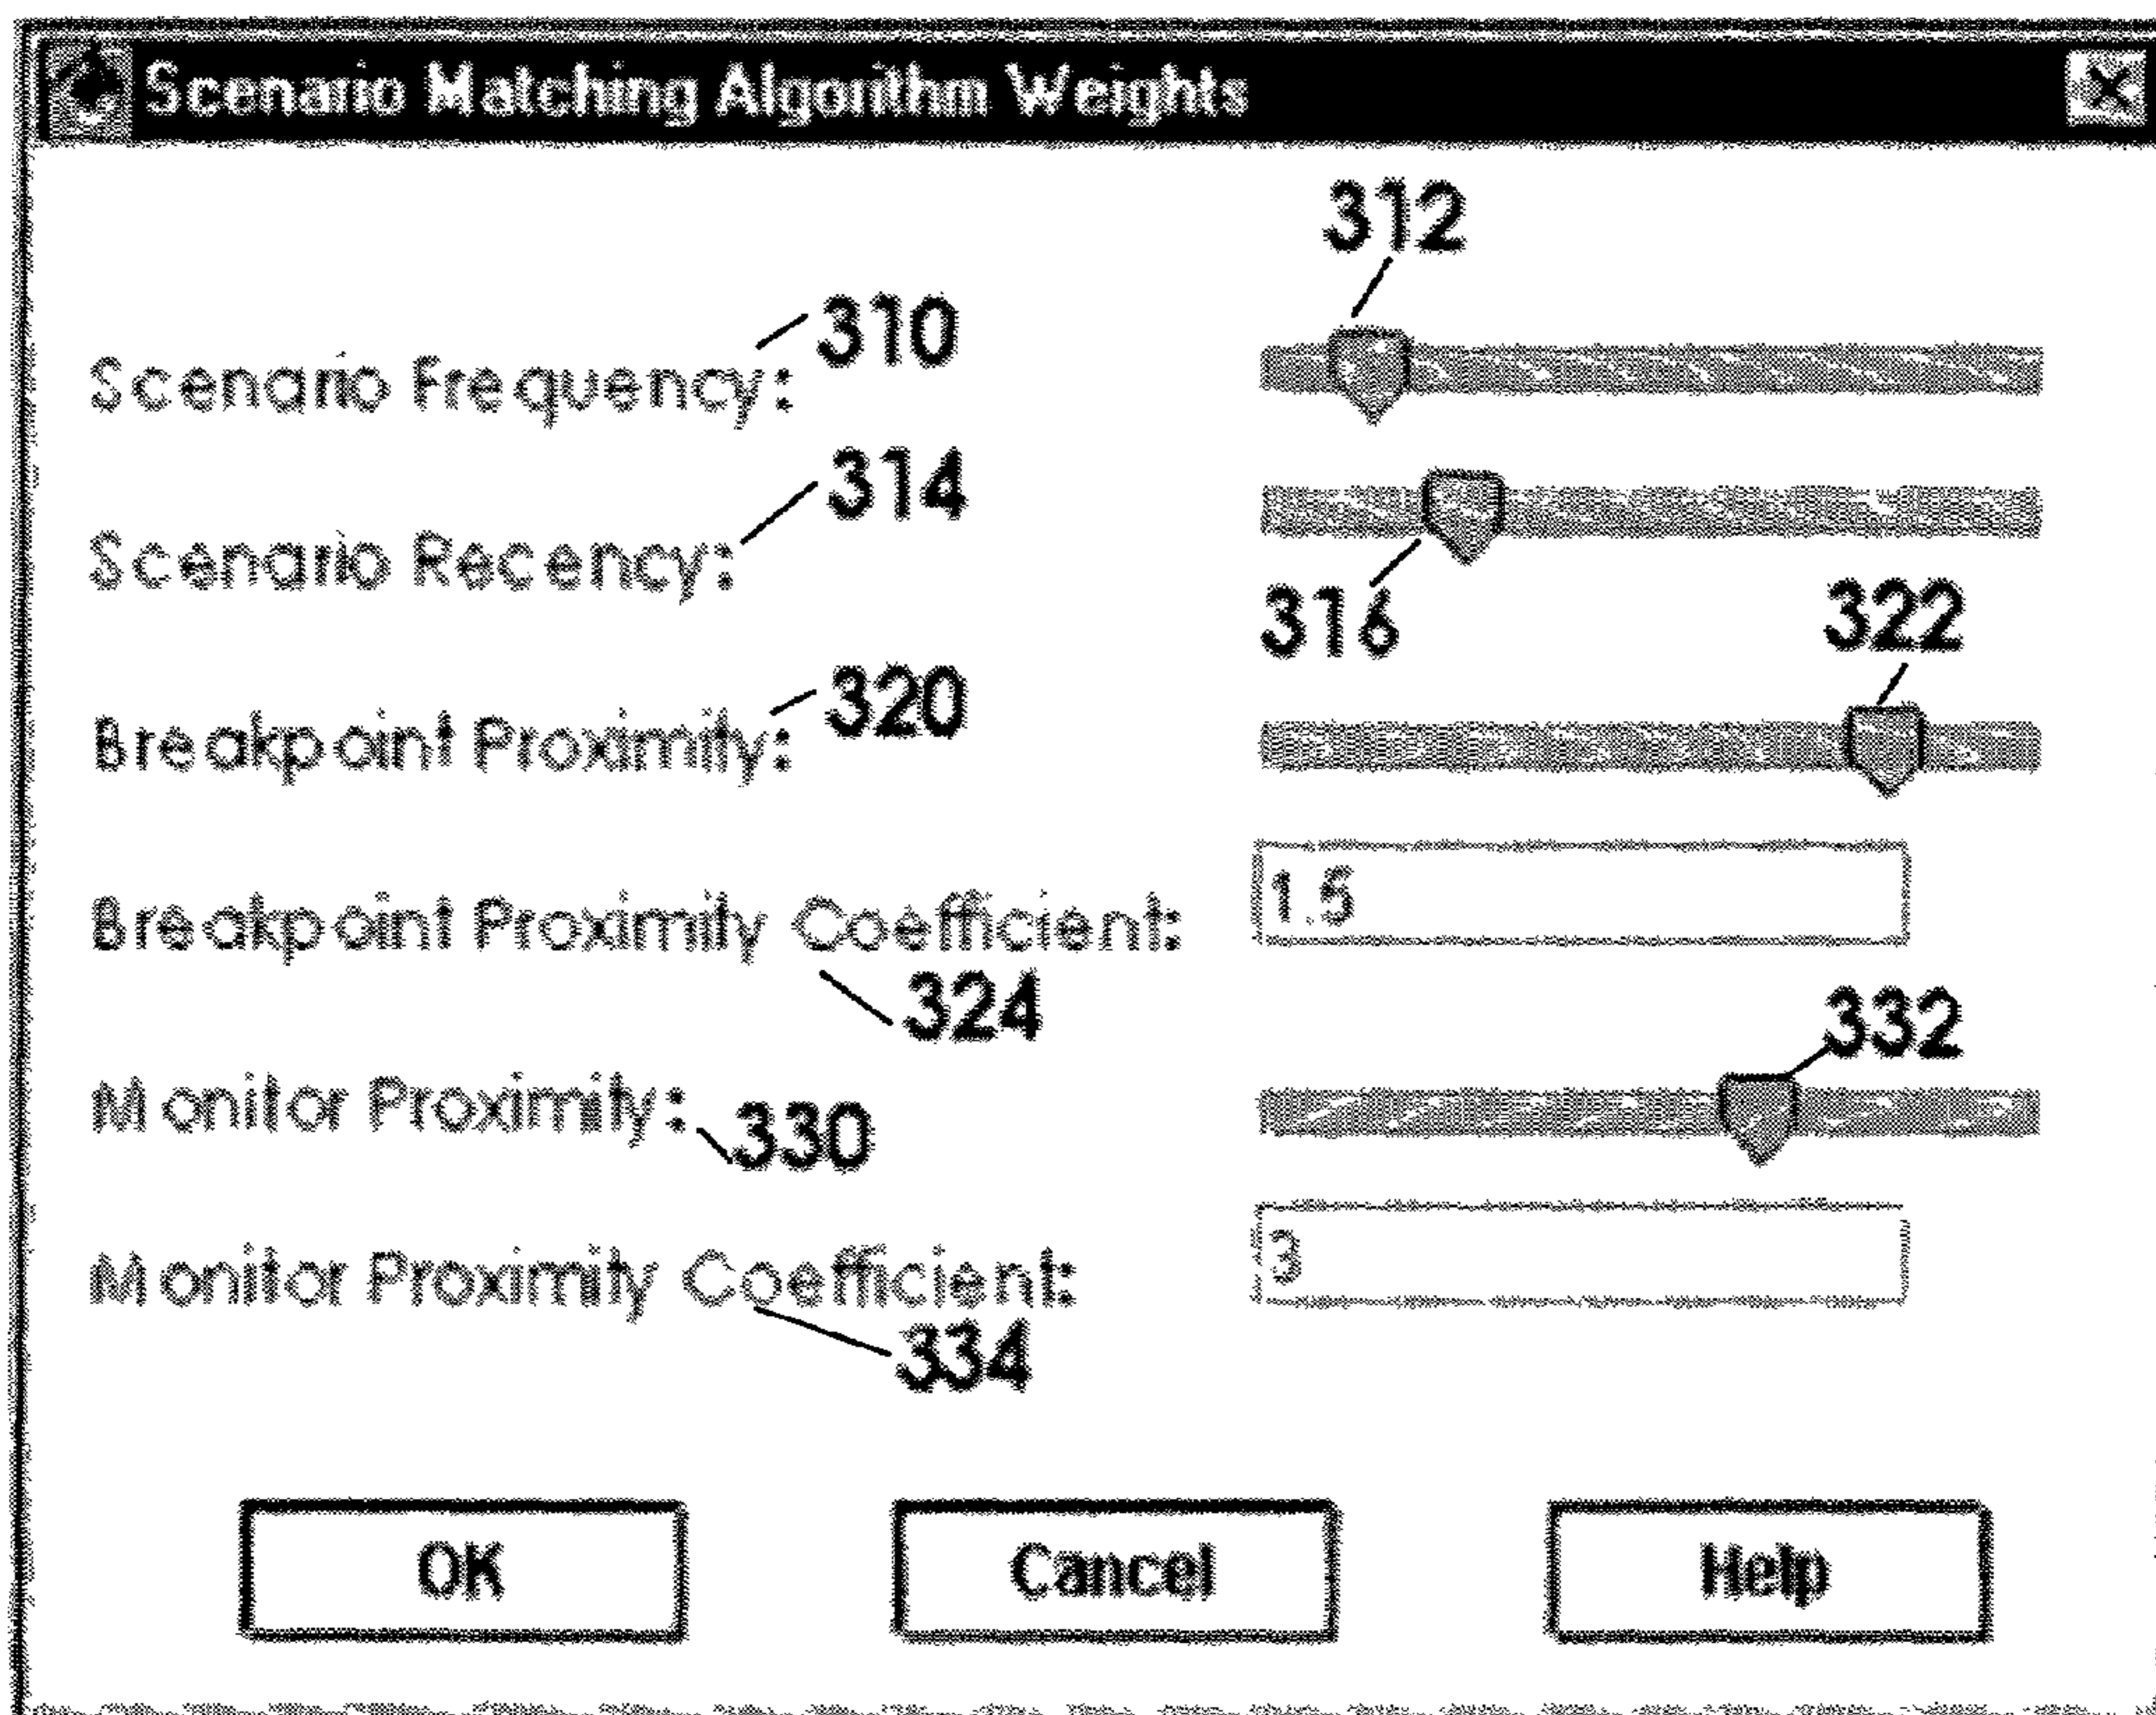 Scenario Matching Algorithm Weights
312
Scenario Frequency: 310
Scenario Recency: 314
316
322
Breakpoint Proximity: 320
Breakpoint Proximity Coefficient: 1.5
324
332
Monitor Proximity: 330
Monitor Proximity Coefficient: 3
334
OK Cancel Help